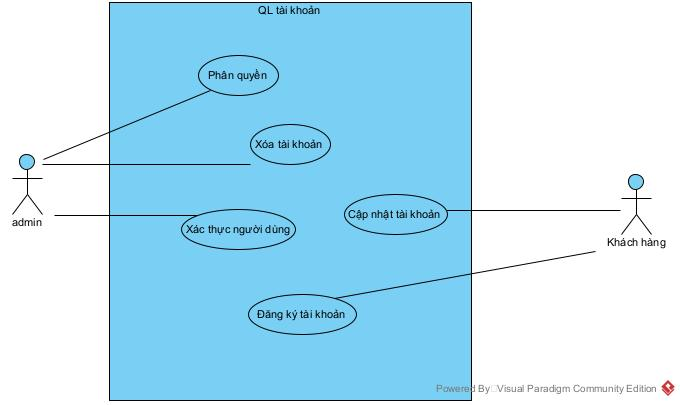 QL tài khoản
Phân quyền
Xóa tài khoản
Cập nhật tài khoản
Xác thực người dùng
Đăng ký tài khoản
admin
Khách hàng
Powered By Visual Paradigm Community Edition